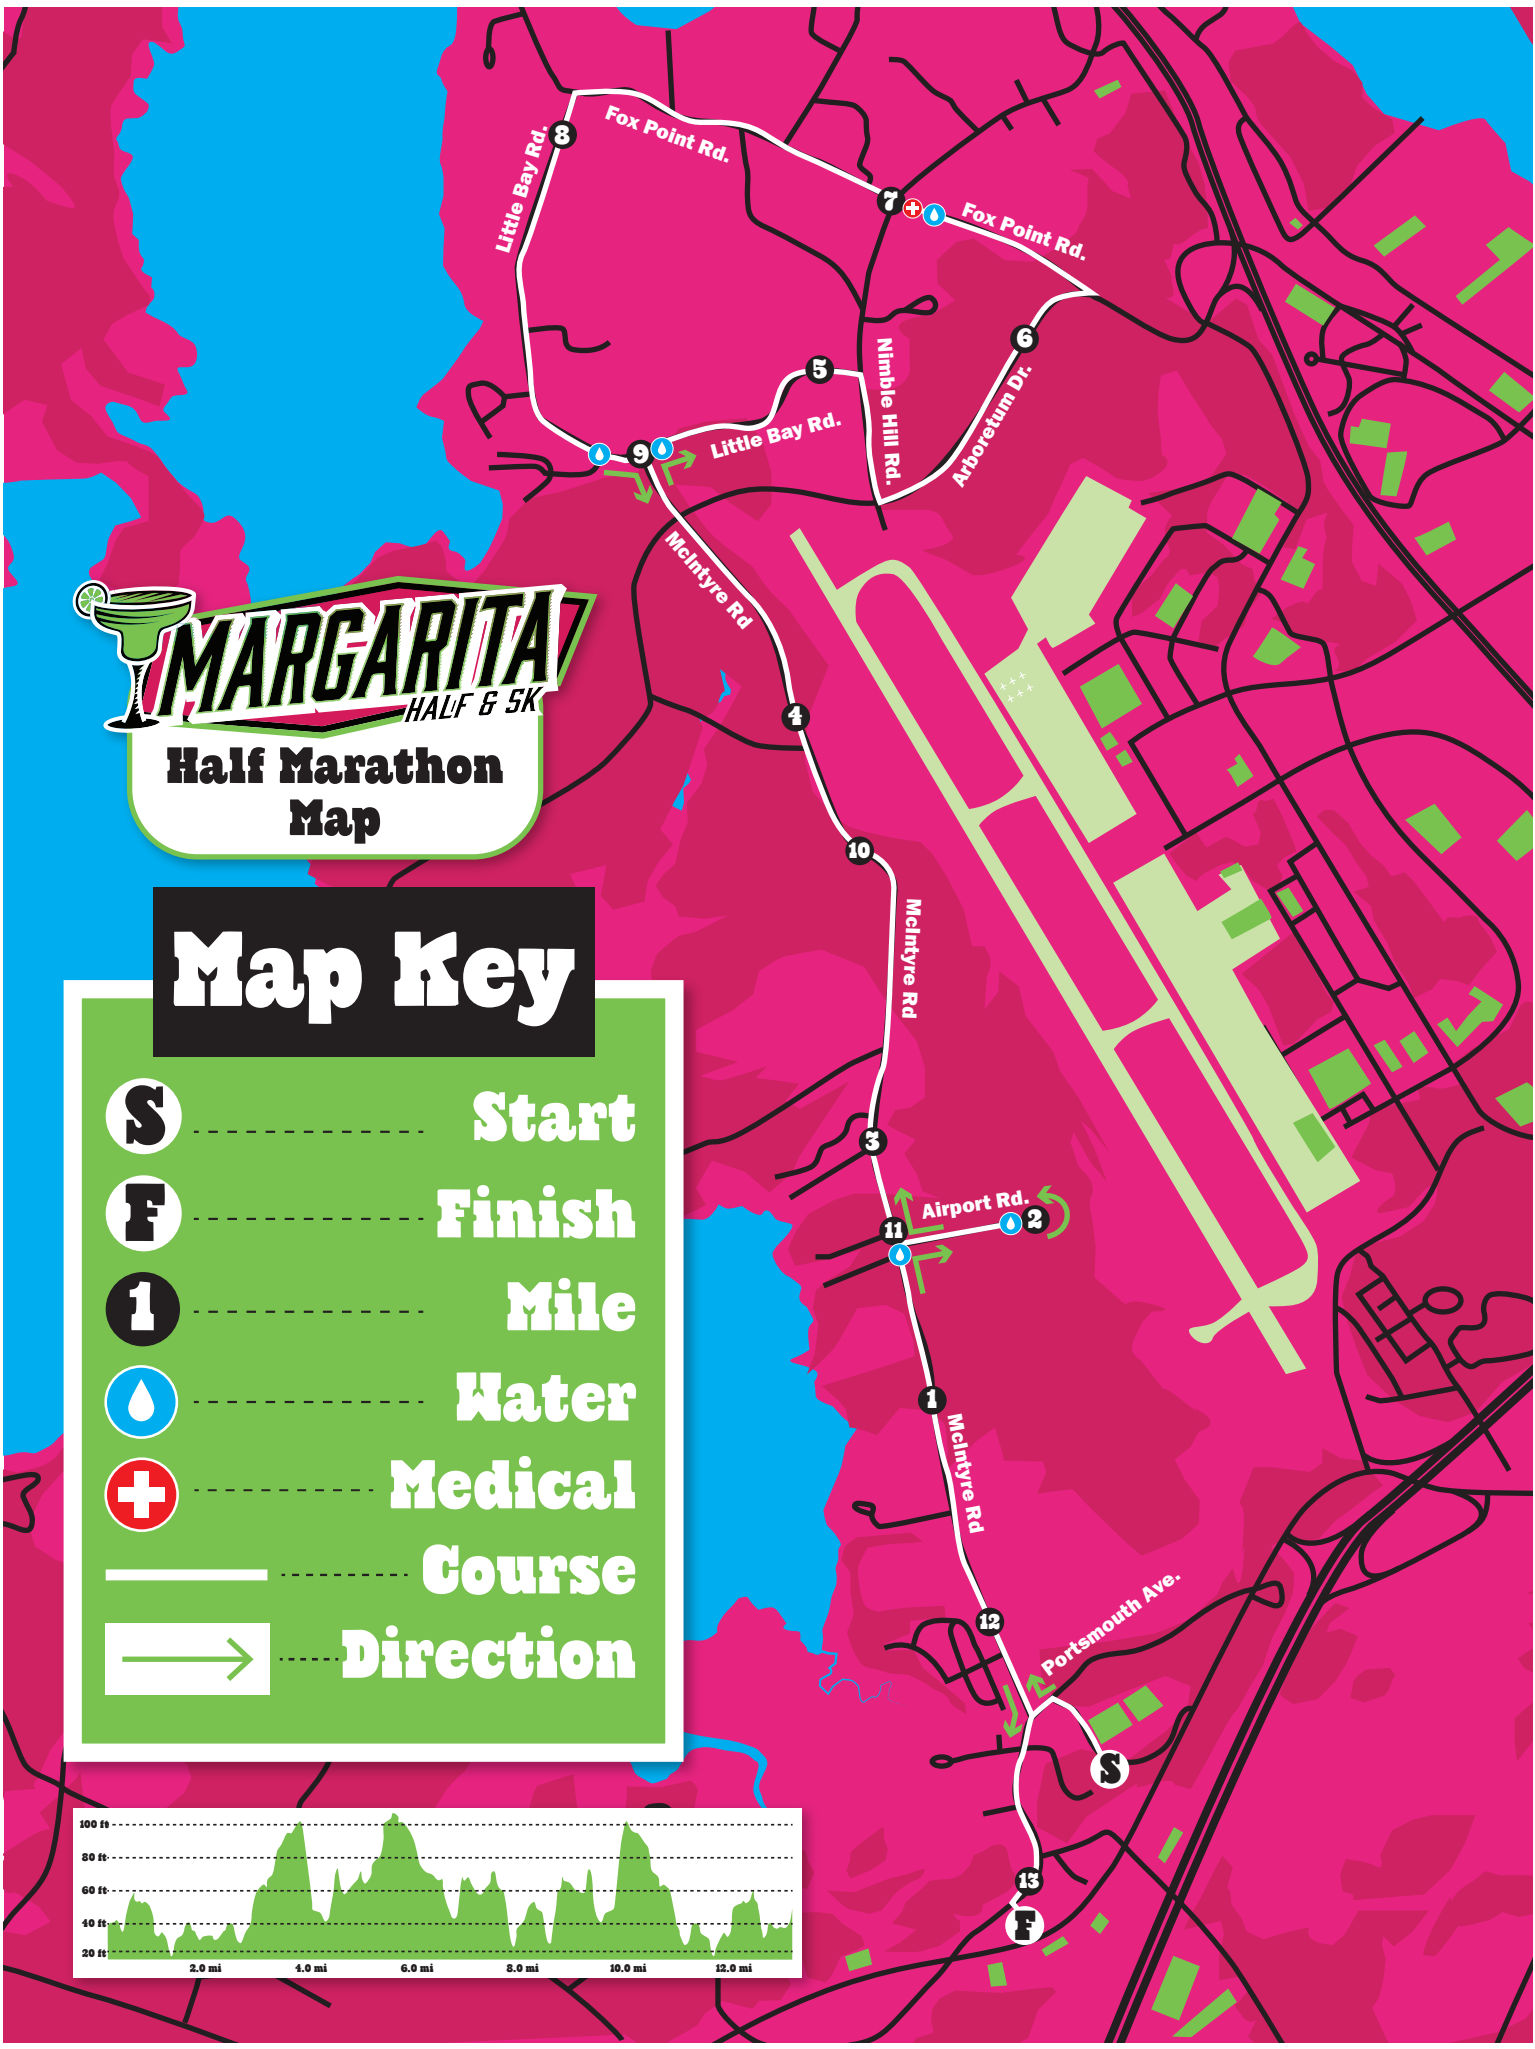 Fox Point Rd.
8
Little Bay Rd.
7
Fox Point Rd.
6
5
Nimble Hill Rd.
Arboretum Dr.
Little Bay Rd.
9
McIntyre Rd
MARGARITA
HALF & 5K
Half Marathon
Map
4
10
McIntyre Rd
Map Key
S Start
F Finish
1 Mile
Water
Medical
Course
Direction
3
Airport Rd.
2
11
1
McIntyre Rd
12
Portsmouth Ave.
S
13
F
100 ft
80 ft
60 ft
40 ft
20 ft
2.0 mi 4.0 mi 6.0 mi 8.0 mi 10.0 mi 12.0 mi